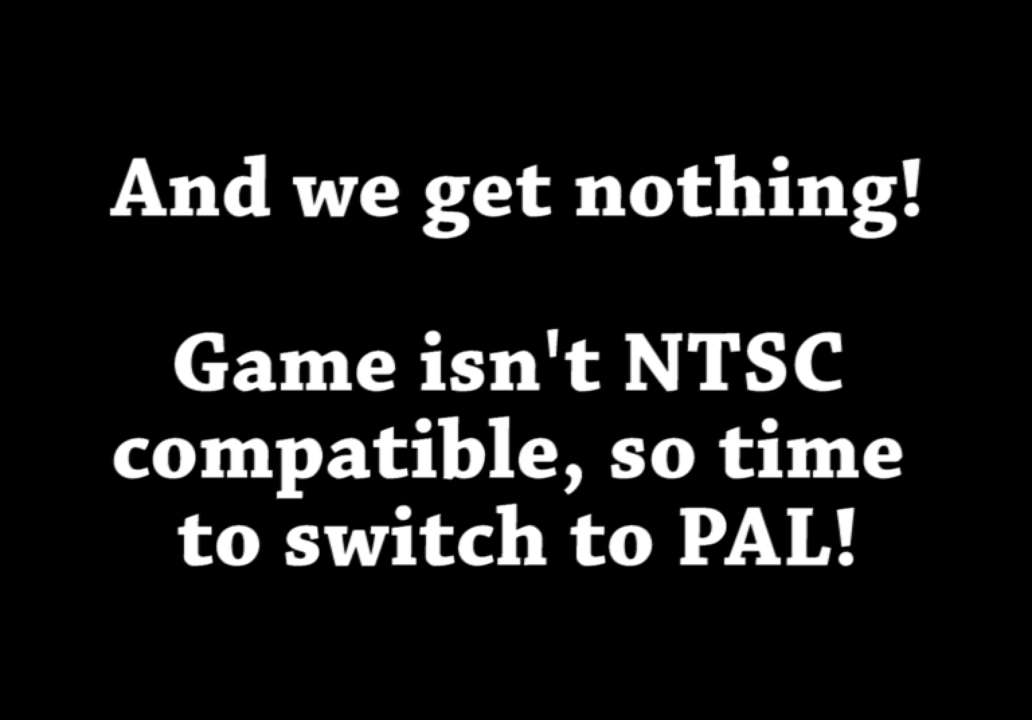 And we get nothing!
Game isn't NTSC
compatible, so time
to switch to PAL!